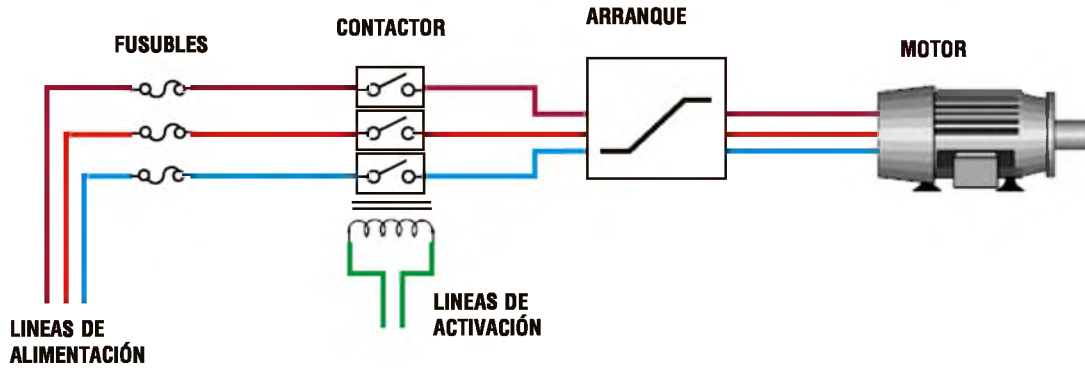 FUSUBLES
CONTACTOR
ARRANQUE
MOTOR
LINEAS DE
ALIMENTACIÓN
LINEAS DE
ACTIVACIÓN